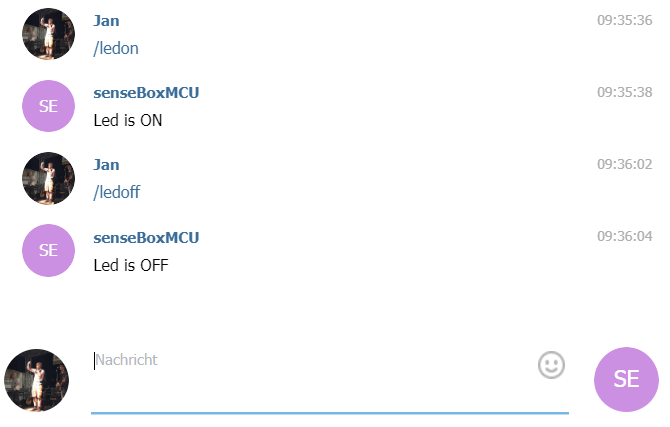 Jan 09:35:36
/ledon
SE senseBoxMCU 09:35:38
Led is ON
Jan 09:36:02
/ledoff
SE senseBoxMCU 09:36:04
Led is OFF
Nachricht
SE